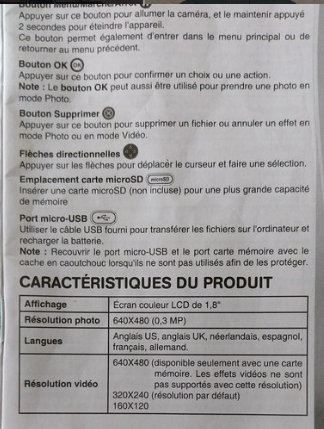 Bouton Menu/Marche/Arrêt
Appuyer sur ce bouton pour allumer la caméra, et le maintenir appuyé
2 secondes pour éteindre l'appareil.
Ce bouton permet également d'entrer dans le menu principal ou de
retourner au menu précédent.
Bouton OK (OK)
Appuyer sur ce bouton pour confirmer un choix ou une action.
Note : Le bouton OK peut aussi être utilisé pour prendre une photo en
mode Photo.
Bouton Supprimer
Appuyer sur ce bouton pour supprimer un fichier ou annuler un effet en
mode Photo ou en mode Vidéo.
Flèches directionnelles
Appuyer sur les flèches pour déplacer le curseur et faire une sélection.
Emplacement carte microSD (microSD)
Insérer une carte microSD (non incluse) pour une plus grande capacité
de mémoire
Port micro-USB
Utiliser le câble USB fourni pour transférer les fichiers sur l'ordinateur et
recharger la batterie.
Note : Recouvrir le port micro-USB et le port carte mémoire avec le
cache en caoutchouc lorsqu'ils ne sont pas utilisés afin de les protéger.
CARACTÉRISTIQUES DU PRODUIT
Affichage Écran couleur LCD de 1,8"
Résolution photo 640X480 (0,3 MP)
Langues Anglais US, anglais UK, néerlandais, espagnol,
français, allemand.
Résolution vidéo 640X480 (disponible seulement avec une carte
mémoire. Les effets vidéos ne sont
pas supportés avec cette résolution)
320X240 (résolution par défaut)
160X120